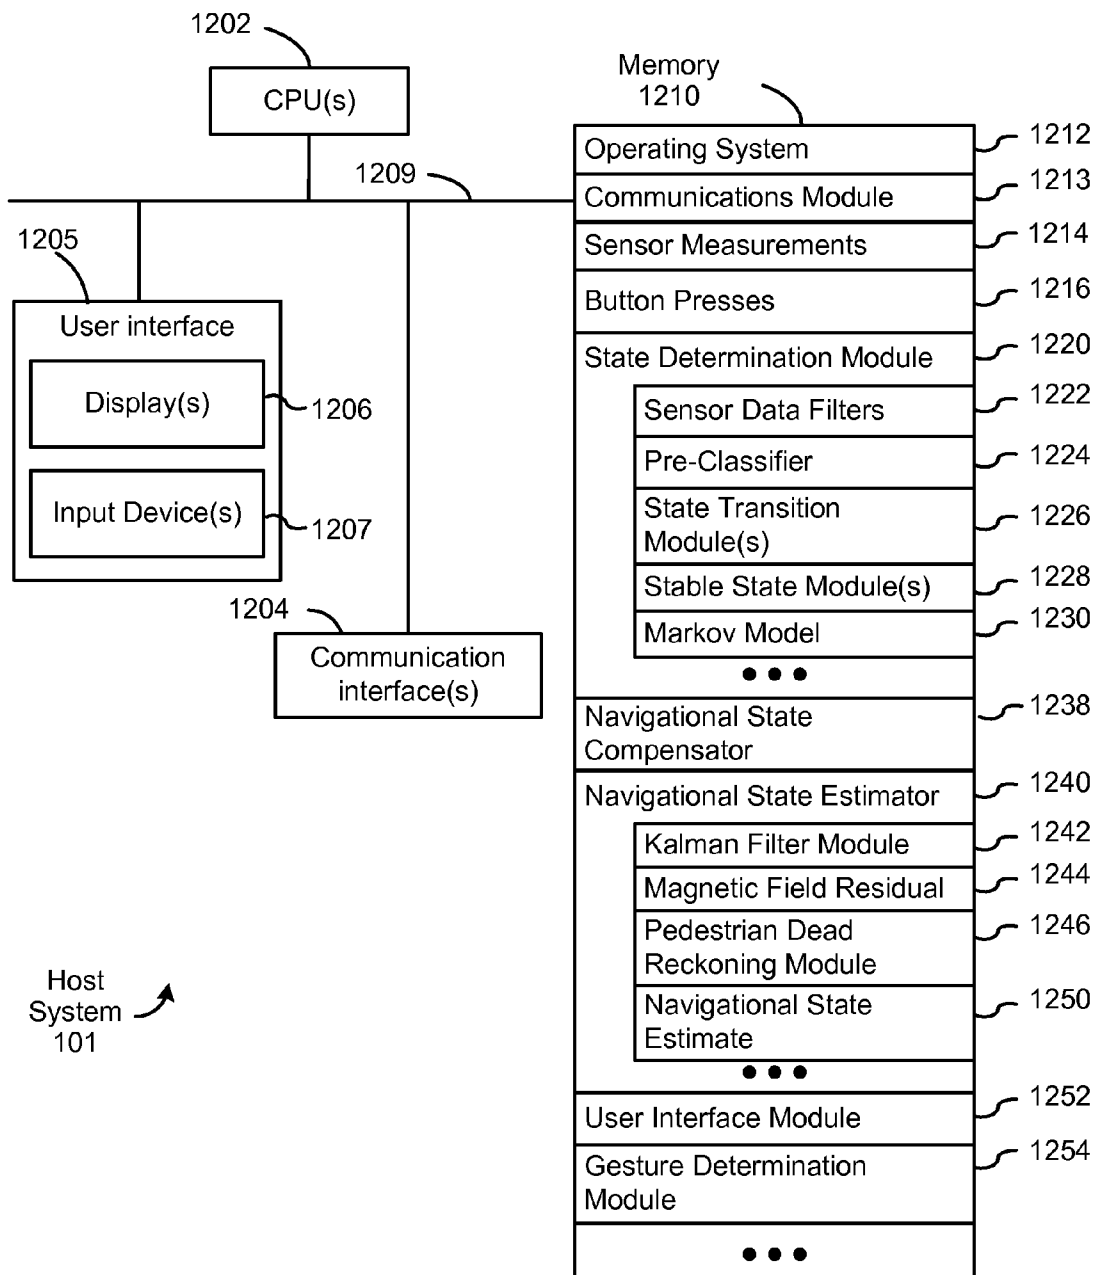 1202
CPU(s)
1209
1205
User interface
Display(s)
1206
Input Device(s)
1207
1204
Communication
interface(s)
Host
System
101
Memory
1210
Operating System
1212
Communications Module
1213
Sensor Measurements
1214
Button Presses
1216
State Determination Module
1220
Sensor Data Filters
1222
Pre-Classifier
1224
State Transition
Module(s)
1226
Stable State Module(s)
1228
Markov Model
1230
Navigational State
Compensator
1238
Navigational State Estimator
1240
Kalman Filter Module
1242
Magnetic Field Residual
1244
Pedestrian Dead
Reckoning Module
1246
Navigational State
Estimate
1250
User Interface Module
1252
Gesture Determination
Module
1254